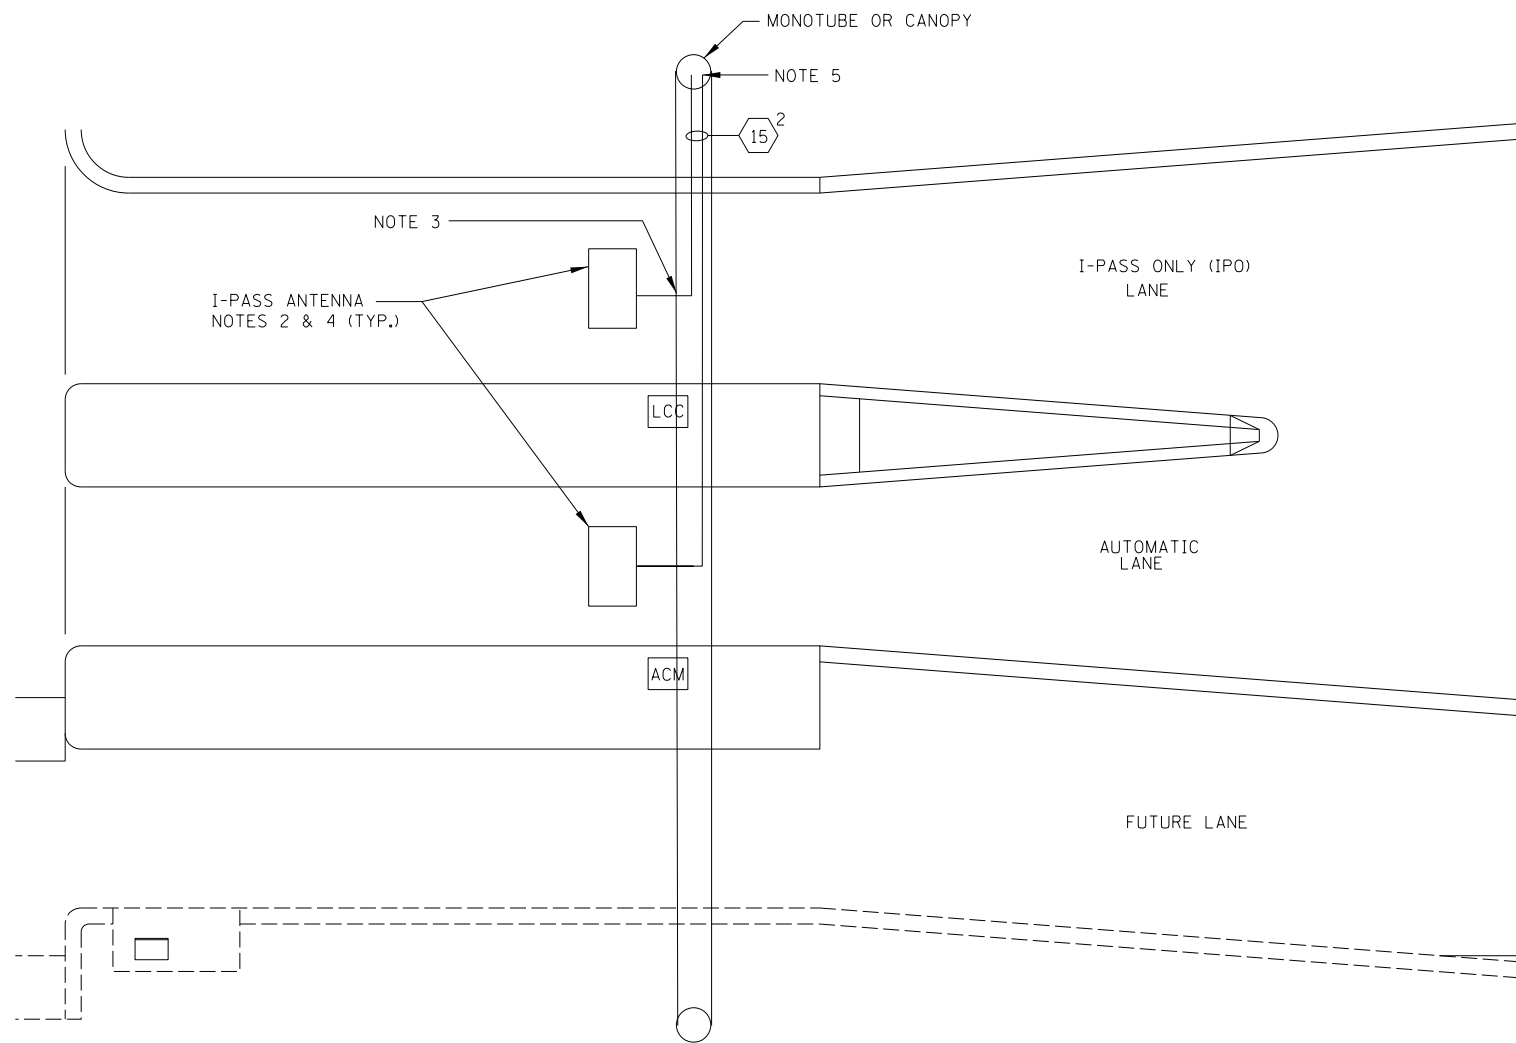 MONOTUBE OR CANOPY
NOTE 5
2
15
NOTE 3
I-PASS ONLY (IPO)
LANE
I-PASS ANTENNA
NOTES 2 & 4 (TYP.)
LCC
AUTOMATIC
LANE
ACM
FUTURE LANE